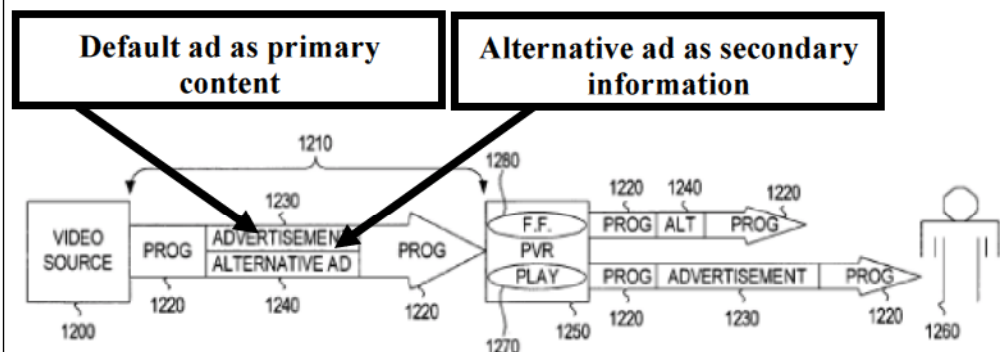 Default ad as primary
content
Alternative ad as secondary
information
1210
1280
1220 1240 1220
1230
VIDEO
SOURCE
PROG
ADVERTISEMENT
ALTERNATIVE AD
PROG
F.F.
PVR
PLAY
PROG ALT PROG
PROG ADVERTISEMENT PROG
1200
1220
1240
1220
1270
1250
1220
1230
1220
1260